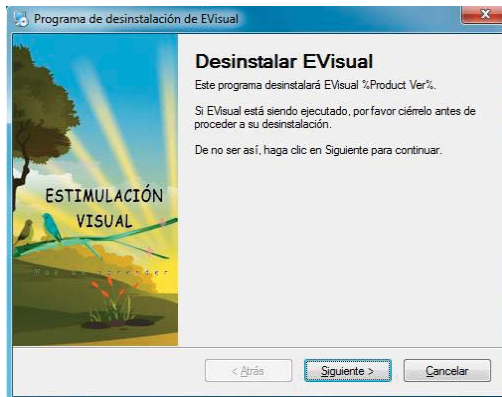 Programa de desinstalación de EVisual
Desinstalar EVisual
Este programa desinstalará EVisual %Product Ver%.
Si EVisual está siendo ejecutado, por favor ciérrelo antes de
proceder a su desinstalación.
De no ser así, haga clic en Siguiente para continuar.
ESTIMULACIÓN
VISUAL
aprender
< Atrás
Siguiente >
Cancelar